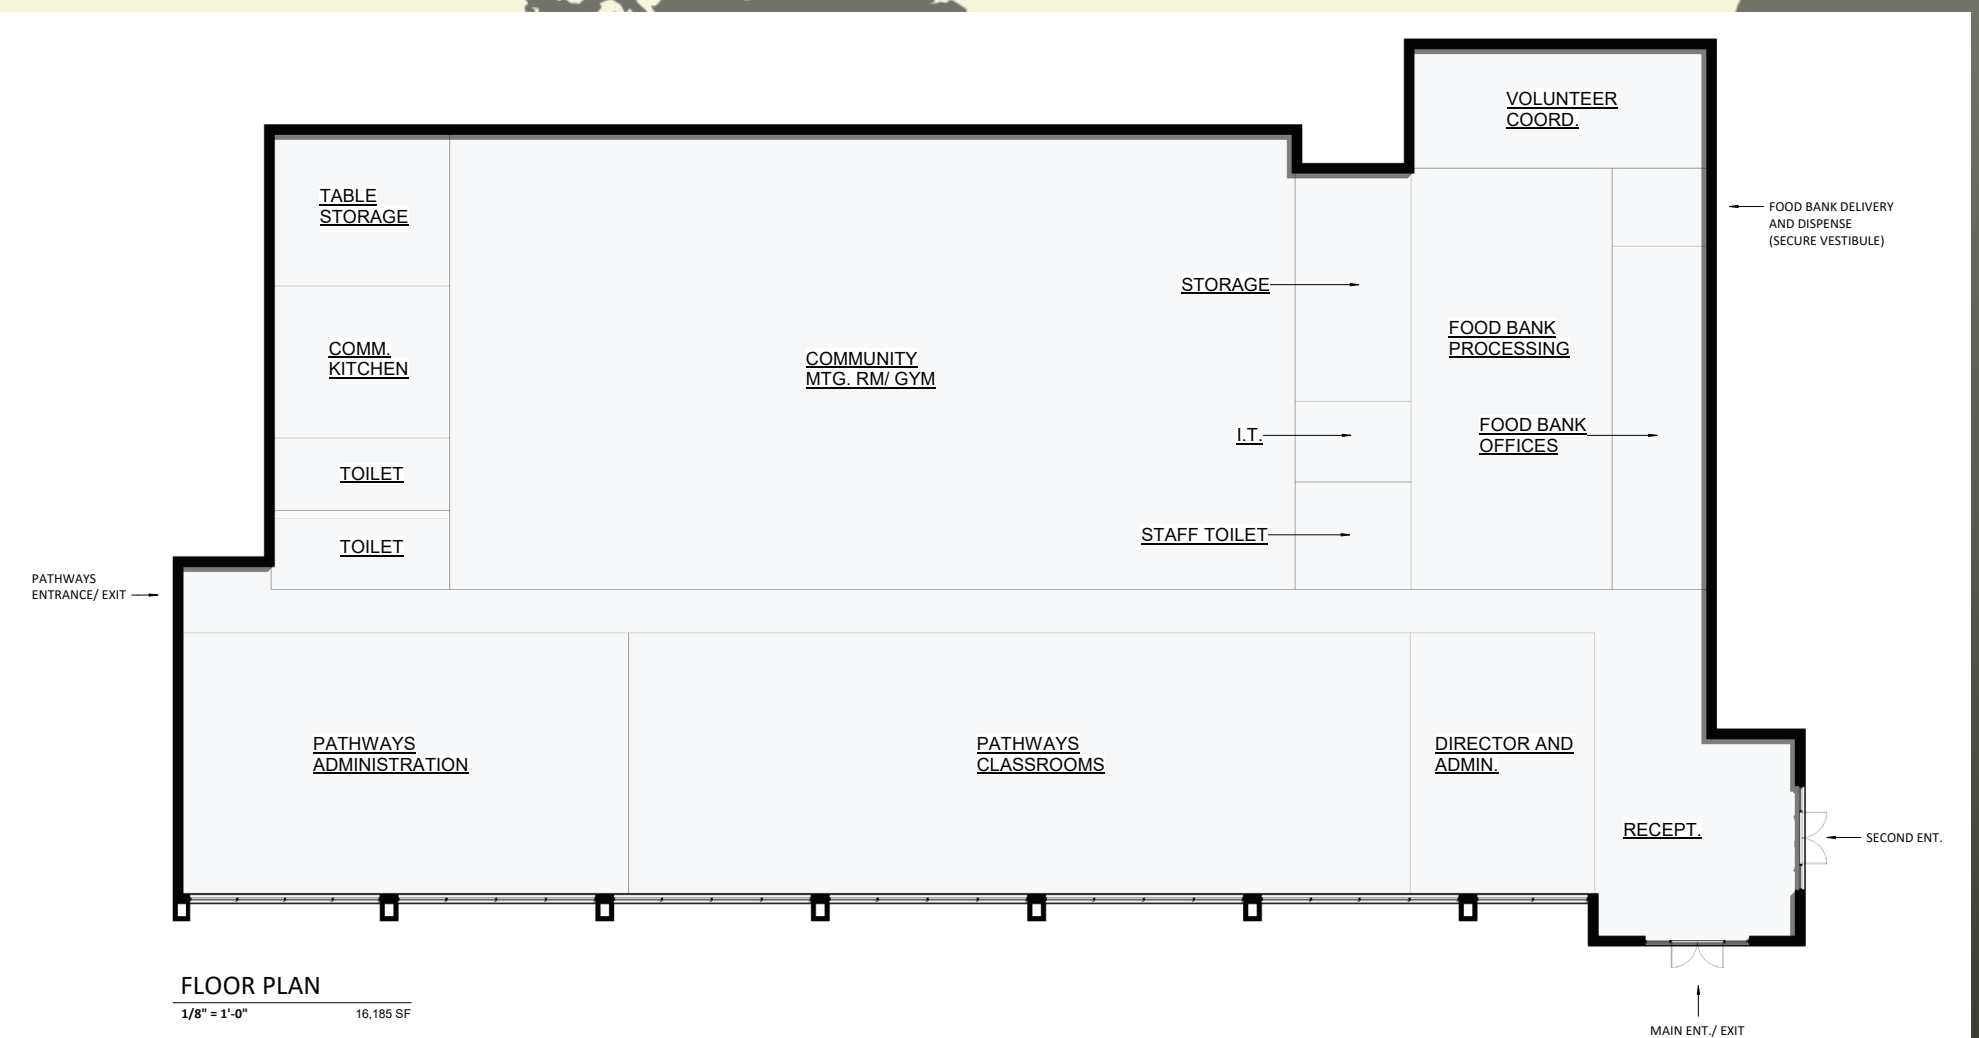 VOLUNTEER
COORD.
TABLE
STORAGE
FOOD BANK DELIVERY
AND DISPENSE
(SECURE VESTIBULE)
STORAGE
COMM.
KITCHEN
COMMUNITY
MTG. RM/ GYM
FOOD BANK
PROCESSING
I.T.
FOOD BANK
OFFICES
TOILET
STAFF TOILET
TOILET
PATHWAYS
ENTRANCE/ EXIT
PATHWAYS
ADMINISTRATION
PATHWAYS
CLASSROOMS
DIRECTOR AND
ADMIN.
RECEPT.
SECOND ENT.
FLOOR PLAN
1/8" = 1'-0" 16,185 SF
MAIN ENT./ EXIT